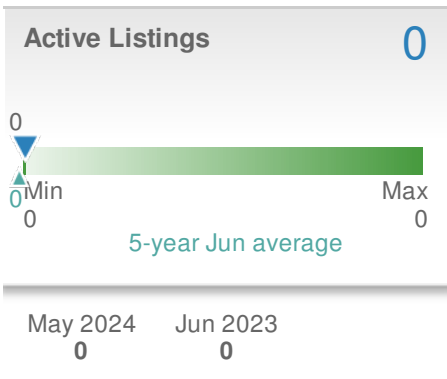 Active Listings 0
0
0
Min Max
0 0
5-year Jun average
May 2024 Jun 2023
0 0